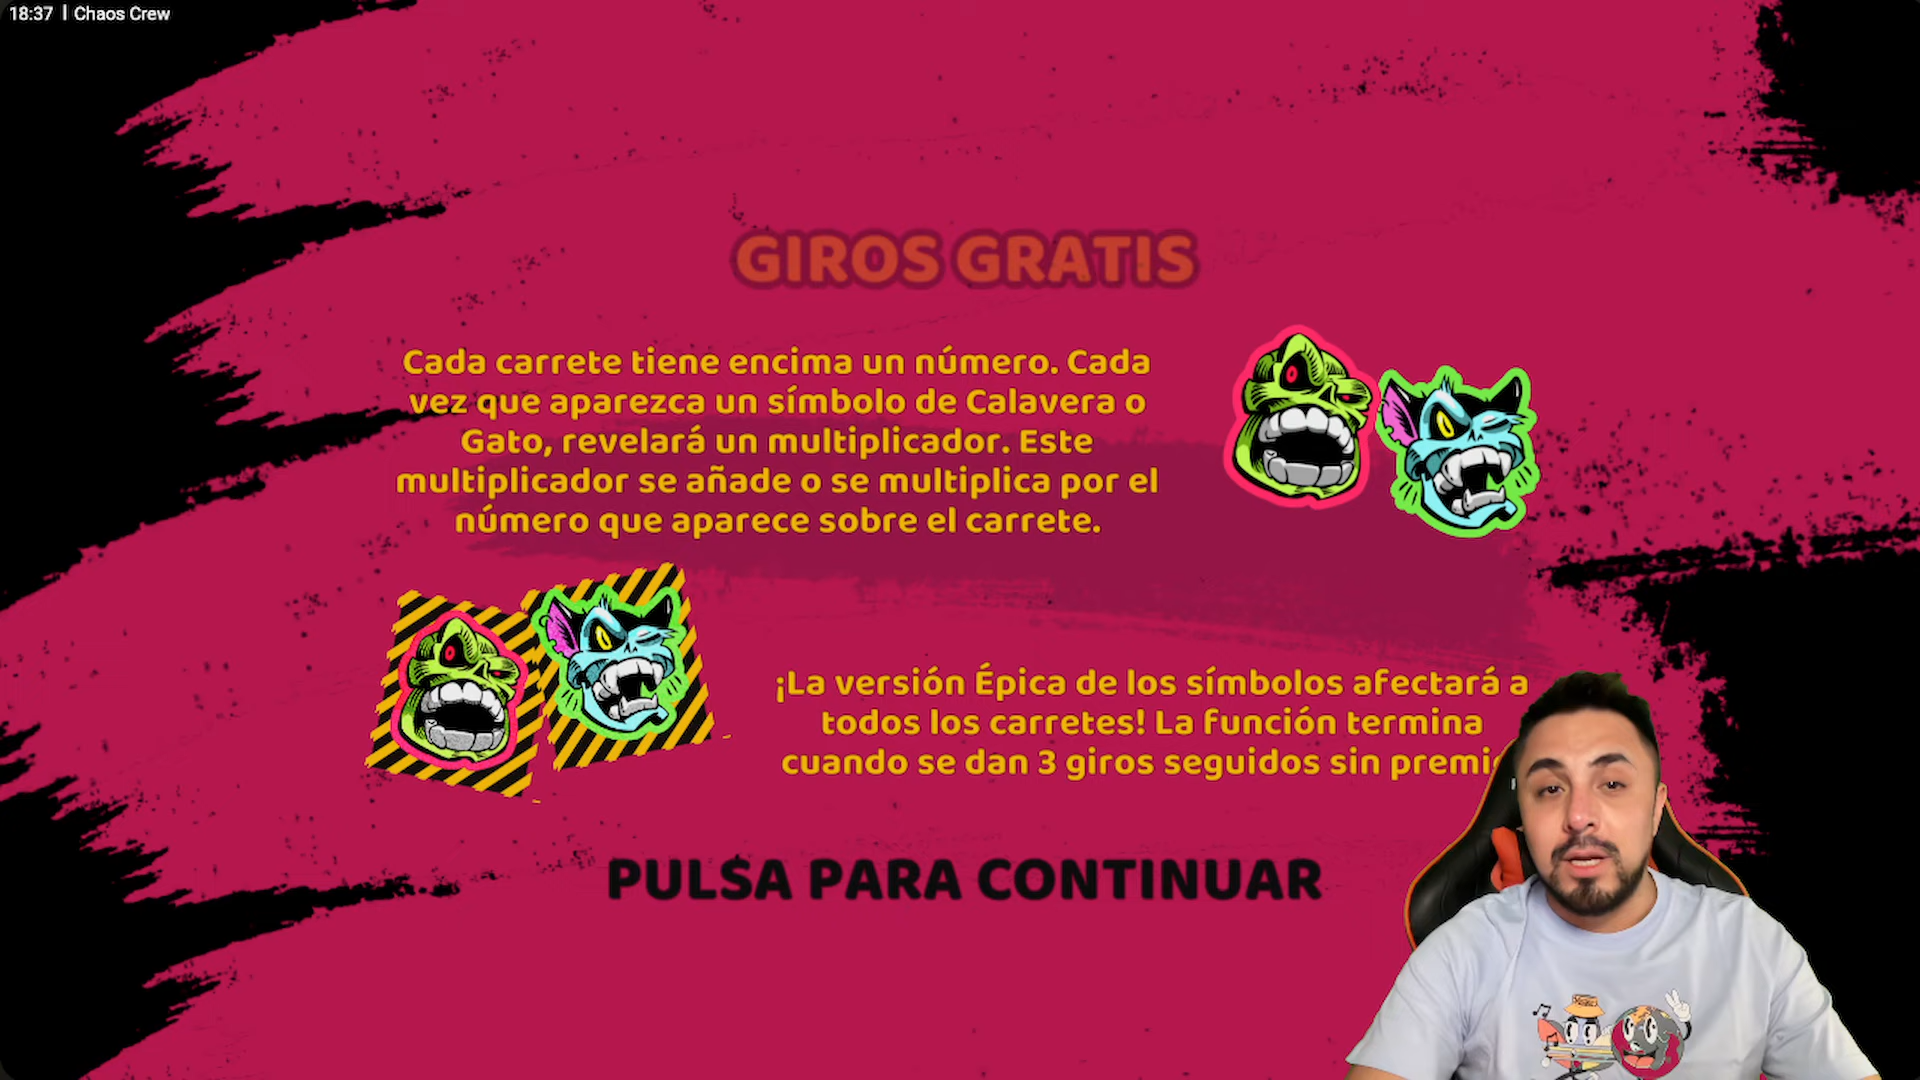 18:37 | Chaos Crew
GIROS GRATIS
Cada carrete tiene encima un número. Cada
vez que aparezca un símbolo de Calavera o
Gato, revelará un multiplicador. Este
multiplicador se añade o se multiplica por el
número que aparece sobre el carrete.
¡La versión Épica de los símbolos afectará a
todos los carretes! La función termina
cuando se dan 3 giros seguidos sin
PULSA PARA CONTINUAR